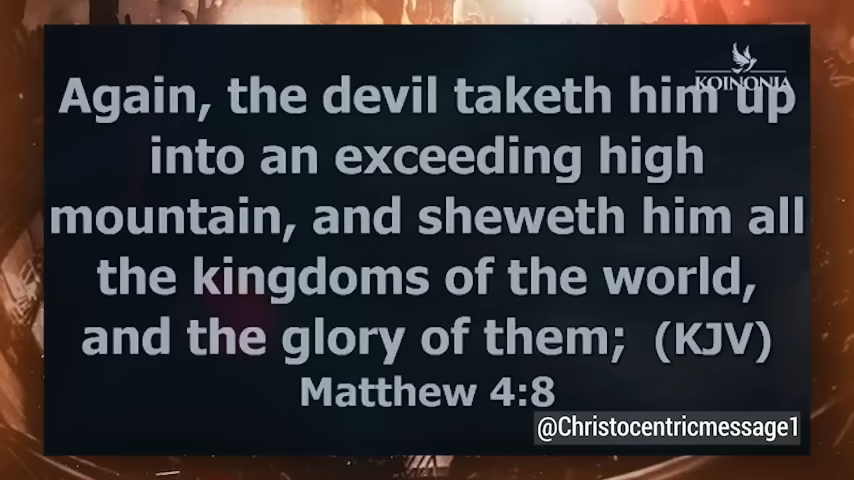 KOINONIA
Again, the devil taketh him up
into an exceeding high
mountain, and sheweth him all
the kingdoms of the world,
and the glory of them;  (KJV)
Matthew 4:8
@Christocentricmessage1